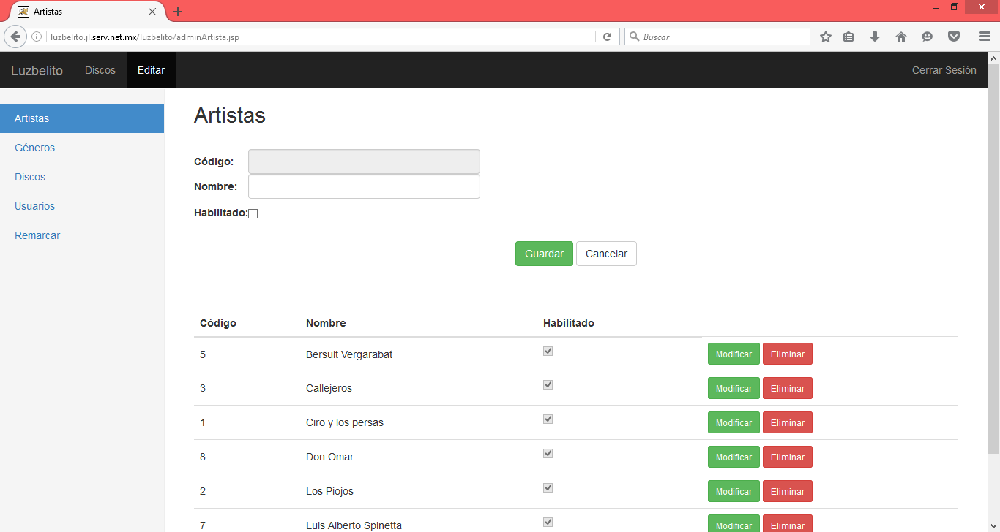 Artistas
luzbelito.jl.serv.net.mx/luzbelito/adminArtista.jsp
Buscar
Luzbelito Discos Editar Cerrar Sesión
Artistas
Géneros
Discos
Usuarios
Remarcar
Artistas
Código:
Nombre:
Habilitado:
Guardar Cancelar
Código Nombre Habilitado
5 Bersuit Vergarabat Modificar Eliminar
3 Callejeros Modificar Eliminar
1 Ciro y los persas Modificar Eliminar
8 Don Omar Modificar Eliminar
2 Los Piojos Modificar Eliminar
7 Luis Alberto Spinetta Modificar Eliminar